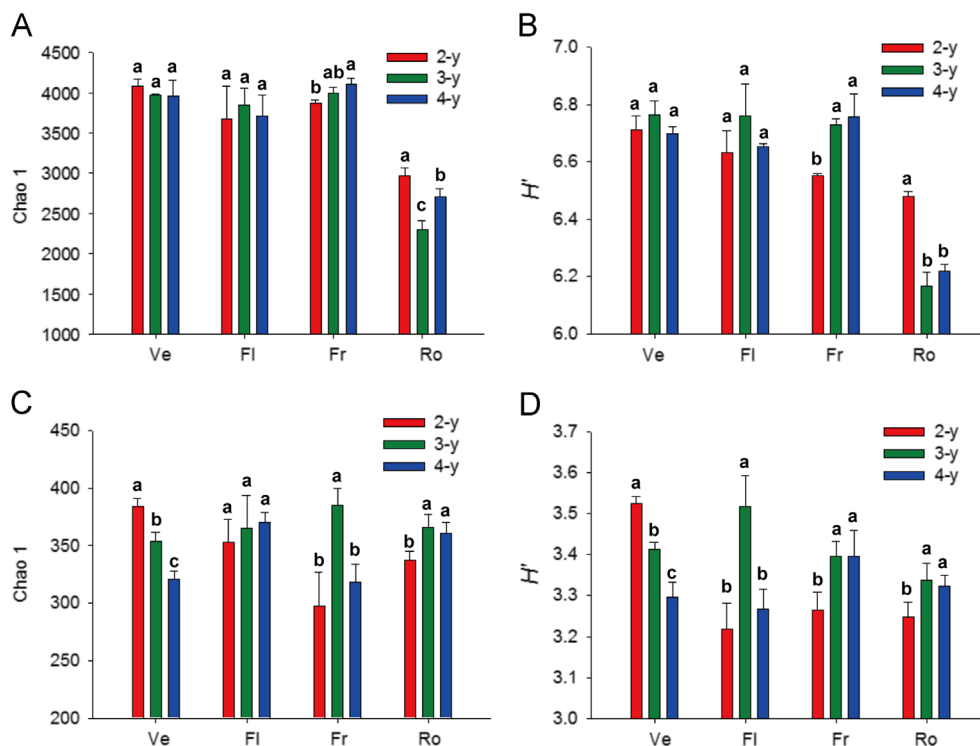 A
4500
4000
3500
3000
2500
2000
1500
1000
Chao 1
a a a
a a a
b ab a
a c b
2-y
3-y
4-y
Ve Fl Fr Ro
B
7.0
6.8
6.6
6.4
6.2
6.0
H'
a a a
a a a
b a a
a b b
2-y
3-y
4-y
Ve Fl Fr Ro
C
450
400
350
300
250
200
Chao 1
a b c
a a a
b a b
b a a
2-y
3-y
4-y
Ve Fl Fr Ro
D
3.7
3.6
3.5
3.4
3.3
3.2
3.1
3.0
H'
a b c
b a b
b a a
b a a
2-y
3-y
4-y
Ve Fl Fr Ro